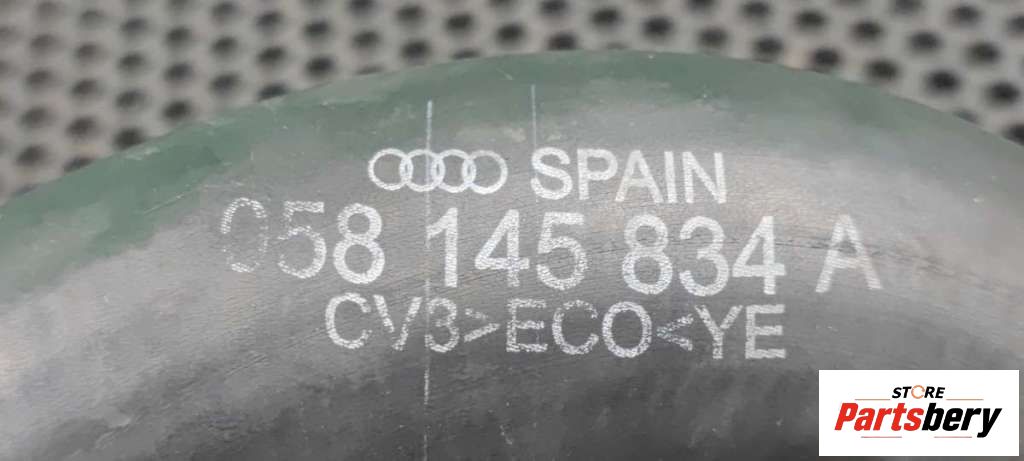 SPAIN
058 145 834 A
CV3>ECO<YE
STORE
Partsbery